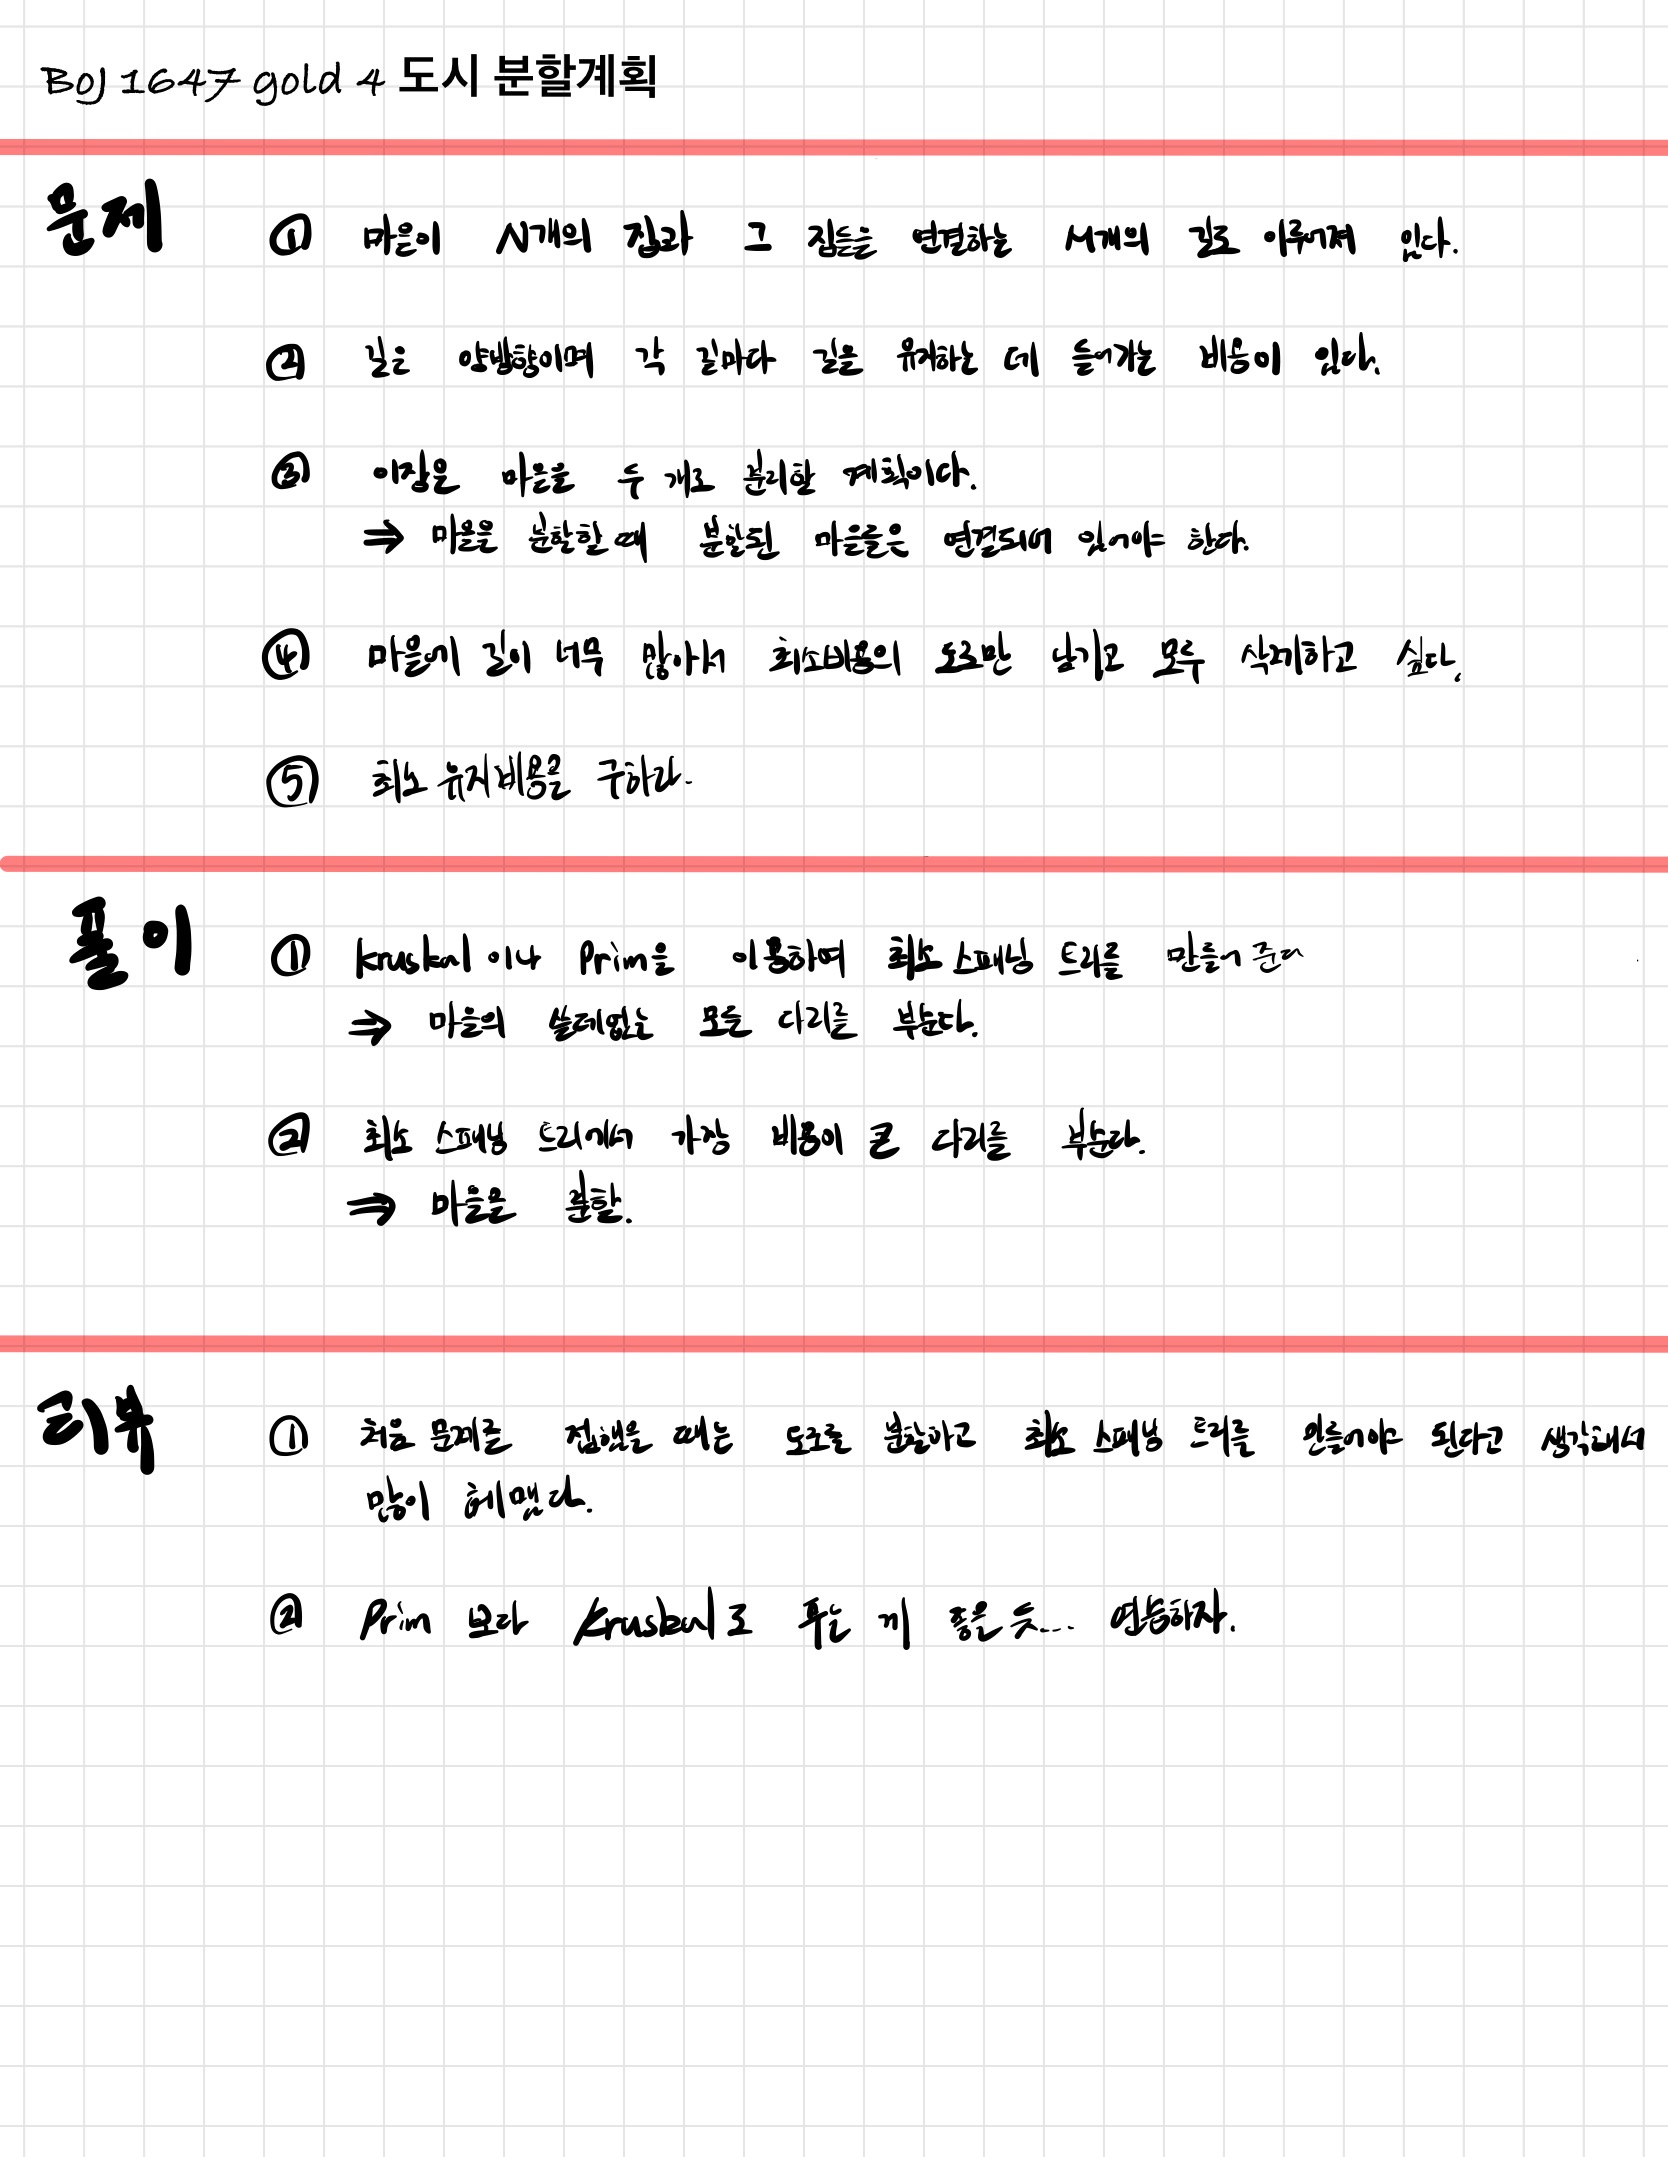 BOJ 1647 gold 4 도시 분할계획
문제
① 마을이 N개의 집과 그 집들을 연결하는 M개의 길로 이루어져 있다.
② 길은 양방향이며 각 길마다 길을 유지하는 데 들어가는 비용이 있다.
③ 이장은 마을을 두 개로 분리할 계획이다.
⇒ 마을을 분할할 때 분할된 마을들은 연결되어 있어야 한다.
④ 마을에 길이 너무 많아서 최소비용의 도로만 남기고 모두 삭제하고 싶다.
⑤ 최소 유지비용을 구하라.
풀이
① Kruskal 이나 Prim을 이용하여 최소 스패닝 트리를 만들어 준다
⇒ 마을의 쓸데없는 모든 다리를 부순다.
② 최소 스패닝 트리에서 가장 비용이 큰 다리를 부순다.
⇒ 마을을 분할.
리뷰
① 처음 문제를 접했을 때는 도로를 분할하고 최소 스패닝 트리를 만들어야 된다고 생각해서
많이 헤맸다.
② Prim 보다 Kruskal로 푸는 게 좋을 듯... 연습하자.